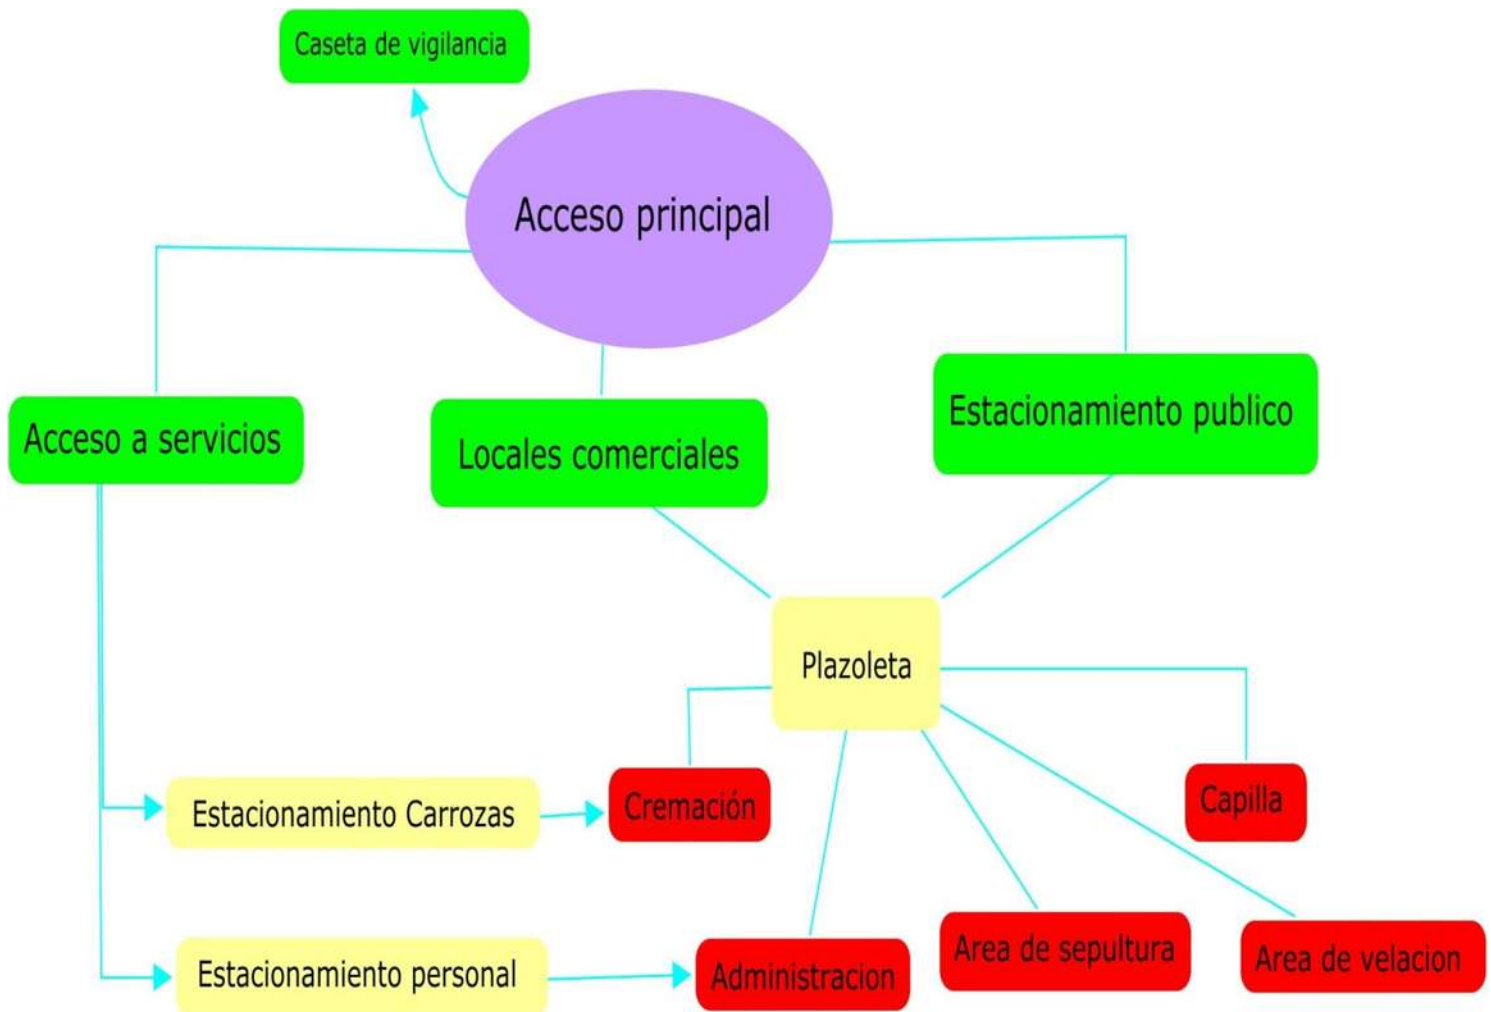 Caseta de vigilancia
Acceso principal
Acceso a servicios
Locales comerciales
Estacionamiento publico
Plazoleta
Estacionamiento Carrozas
Cremación
Capilla
Estacionamiento personal
Administracion
Area de sepultura
Area de velacion